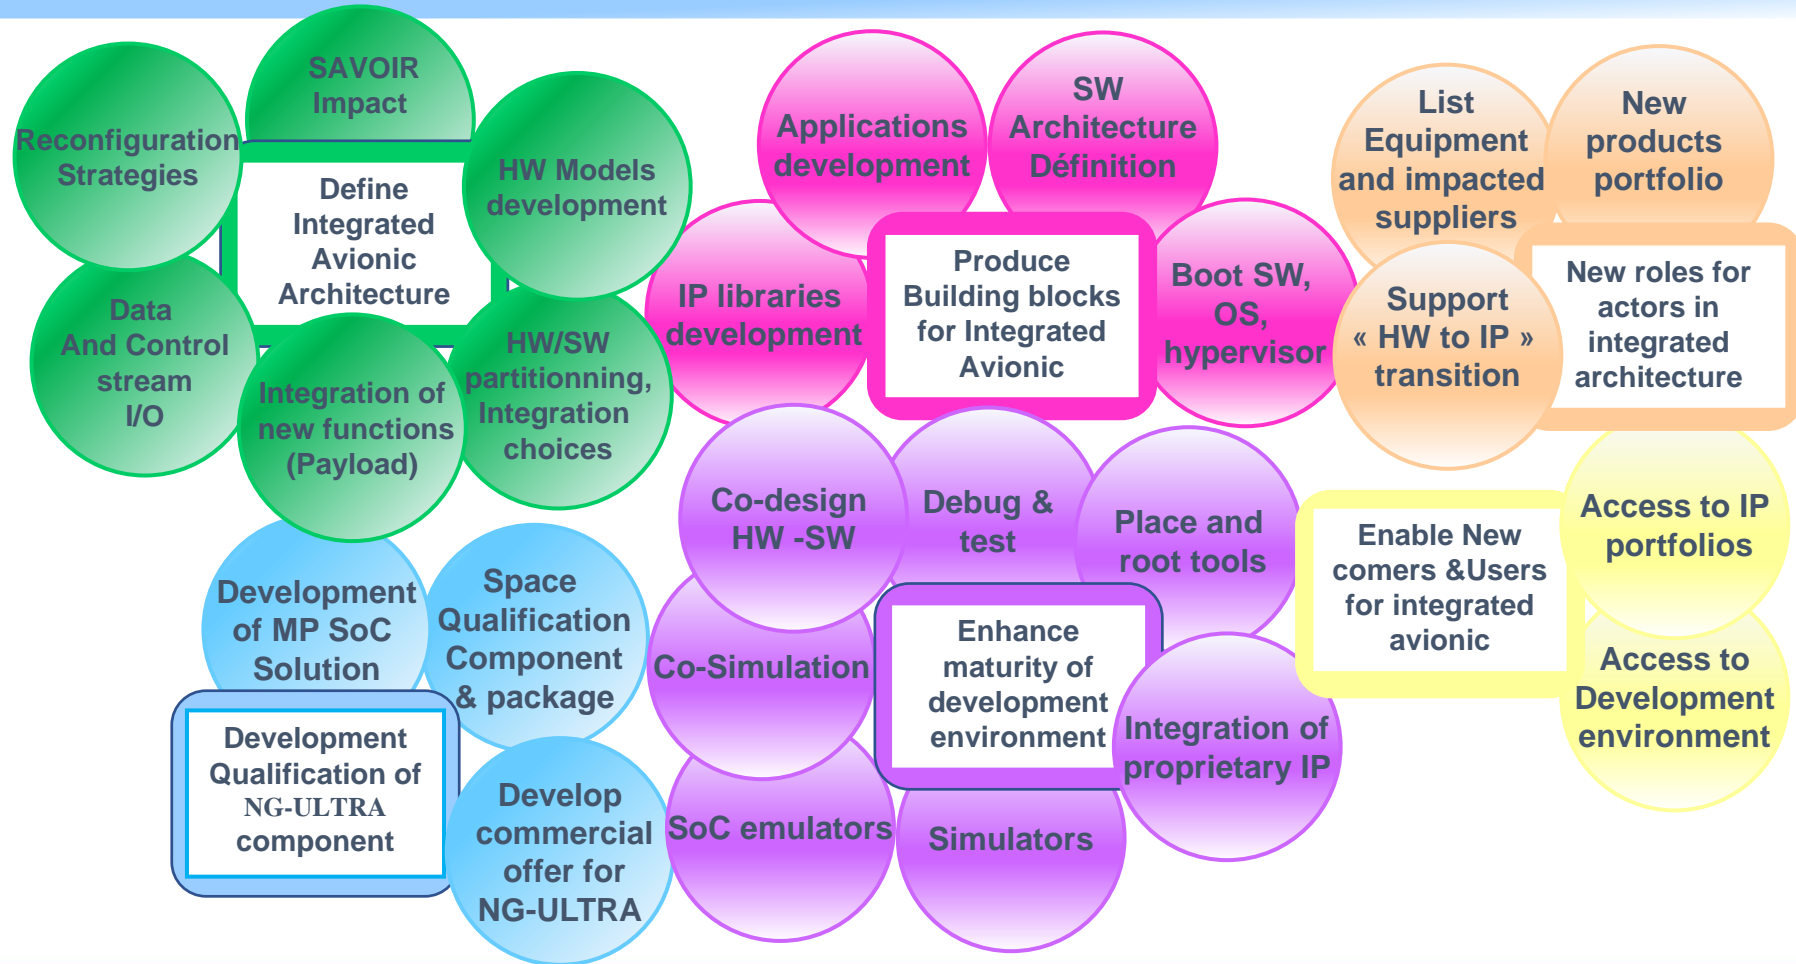 SAVOIR
Impact
Reconfiguration
Strategies
HW Models
development
Define
Integrated
Avionic
Architecture
Data
And Control
stream
I/O
Integration of
new functions
(Payload)
HW/SW
partitionning,
Integration
choices
Applications
development
SW
Architecture
Définition
IP libraries
development
Produce
Building blocks
for Integrated
Avionic
Boot SW,
OS,
hypervisor
List
Equipment
and impacted
suppliers
New
products
portfolio
Support
« HW to IP »
transition
New roles for
actors in
integrated
architecture
Development
of MP SoC
Solution
Space
Qualification
Component
& package
Development
Qualification of
NG-ULTRA
component
Develop
commercial
offer for
NG-ULTRA
Co-design
HW -SW
Debug &
test
Place and
root tools
Co-Simulation
Enhance
maturity of
development
environment
Integration of
proprietary IP
SoC emulators
Simulators
Enable New
comers &Users
for integrated
avionic
Access to IP
portfolios
Access to
Development
environment